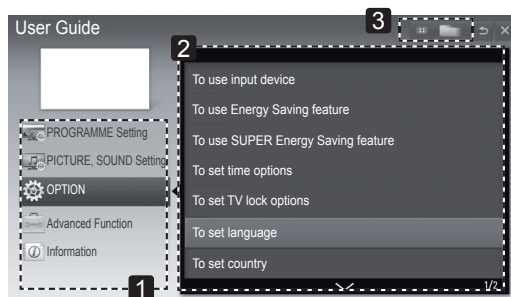 User Guide
3
2
To use input device
To use Energy Saving feature
To use SUPER Energy Saving feature
To set time options
To set TV lock options
To set language
To set country
1/2
PROGRAMME Setting
PICTURE, SOUND Setting
OPTION
Advanced Function
Information
1